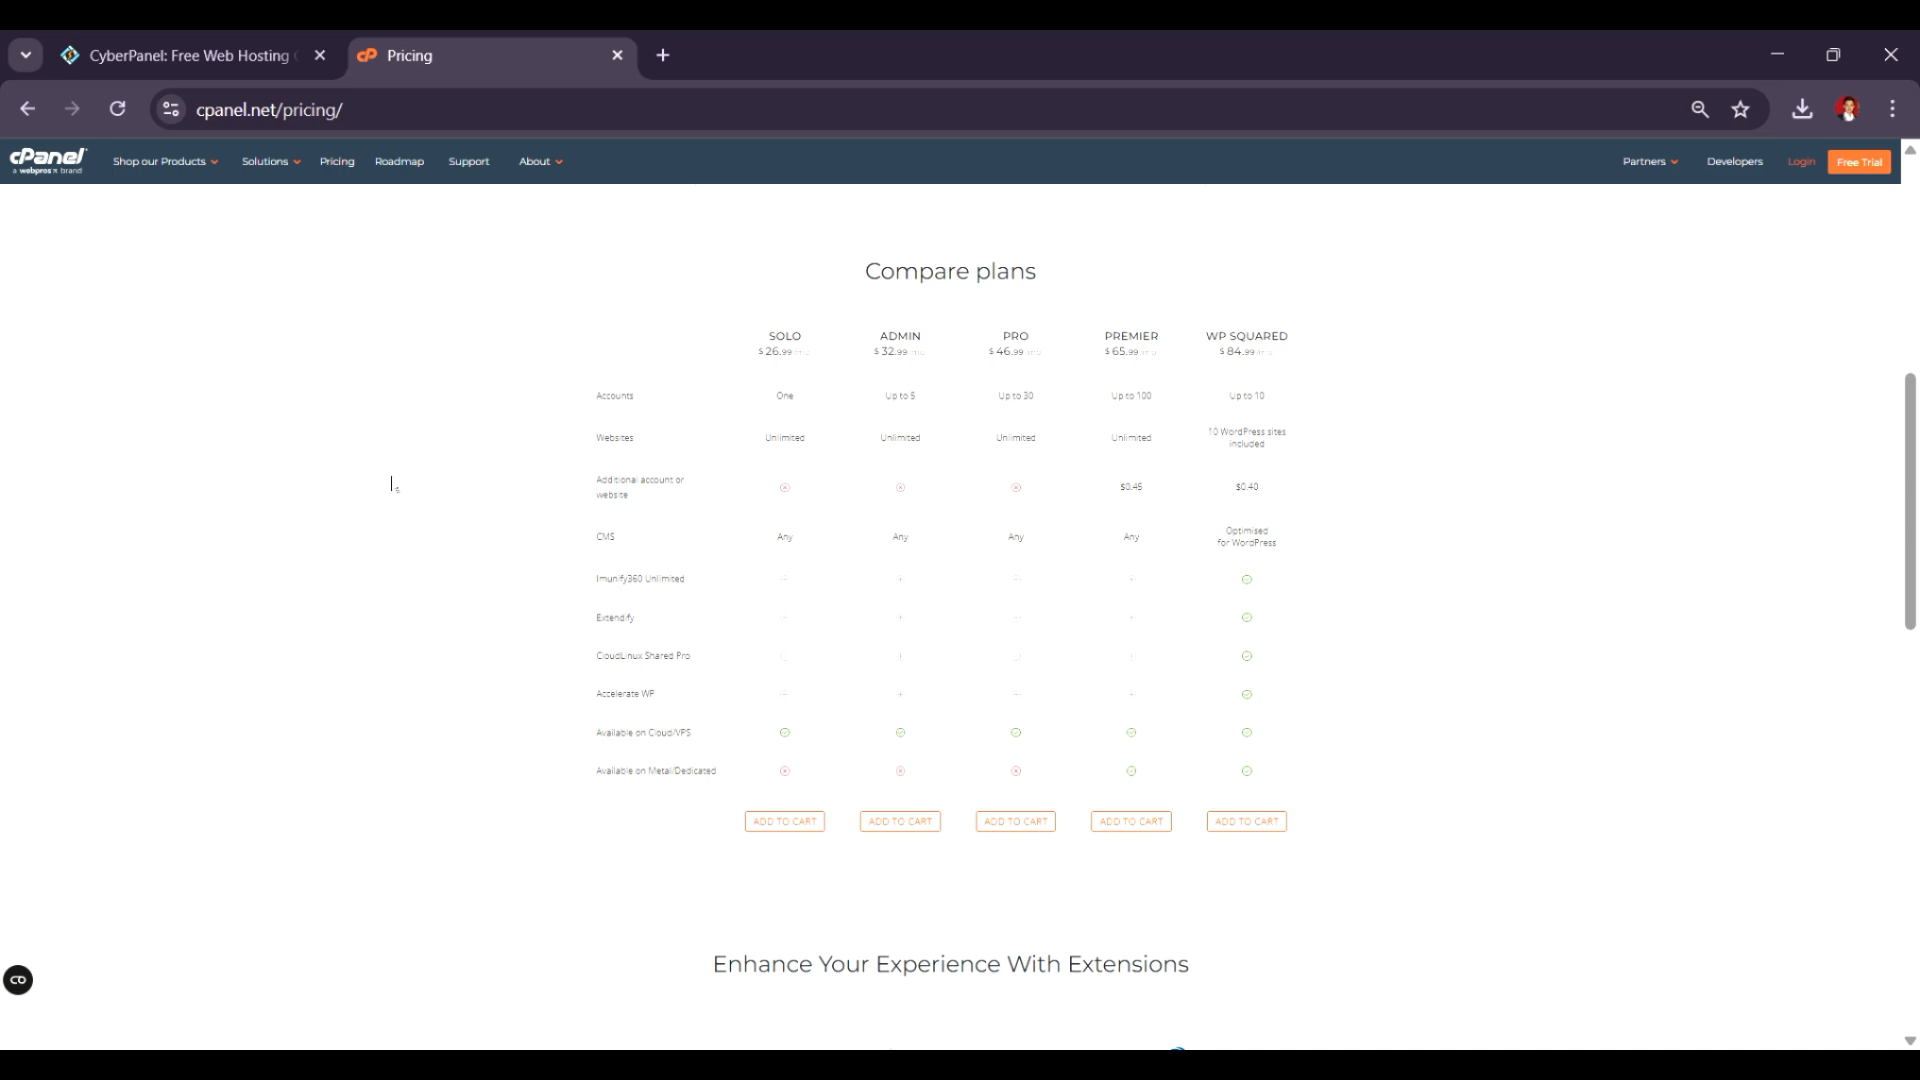 CyberPanel: Free Web Hosting
Pricing
cpanel.net/pricing/
cPanel
a webpros brand
Shop our Products
Solutions
Pricing
Roadmap
Support
About
Partners
Developers
Login
Free Trial
Compare plans
SOLO ADMIN PRO PREMIER WP SQUARED
$ 26.99 /mo $ 32.99 /mo $ 46.99 /mo $ 65.99 /mo $ 84.99 /mo
Accounts One Up to 5 Up to 30 Up to 100 Up to 10
Websites Unlimited Unlimited Unlimited Unlimited 10 WordPress sites
included
Additional account or
website $0.45 $0.40
CMS Any Any Any Any Optimised
for WordPress
Imunify360 Unlimited
Extendify
CloudLinux Shared Pro
Accelerate WP
Available on Cloud/VPS
Available on Metal/Dedicated
ADD TO CART ADD TO CART ADD TO CART ADD TO CART ADD TO CART
Enhance Your Experience With Extensions